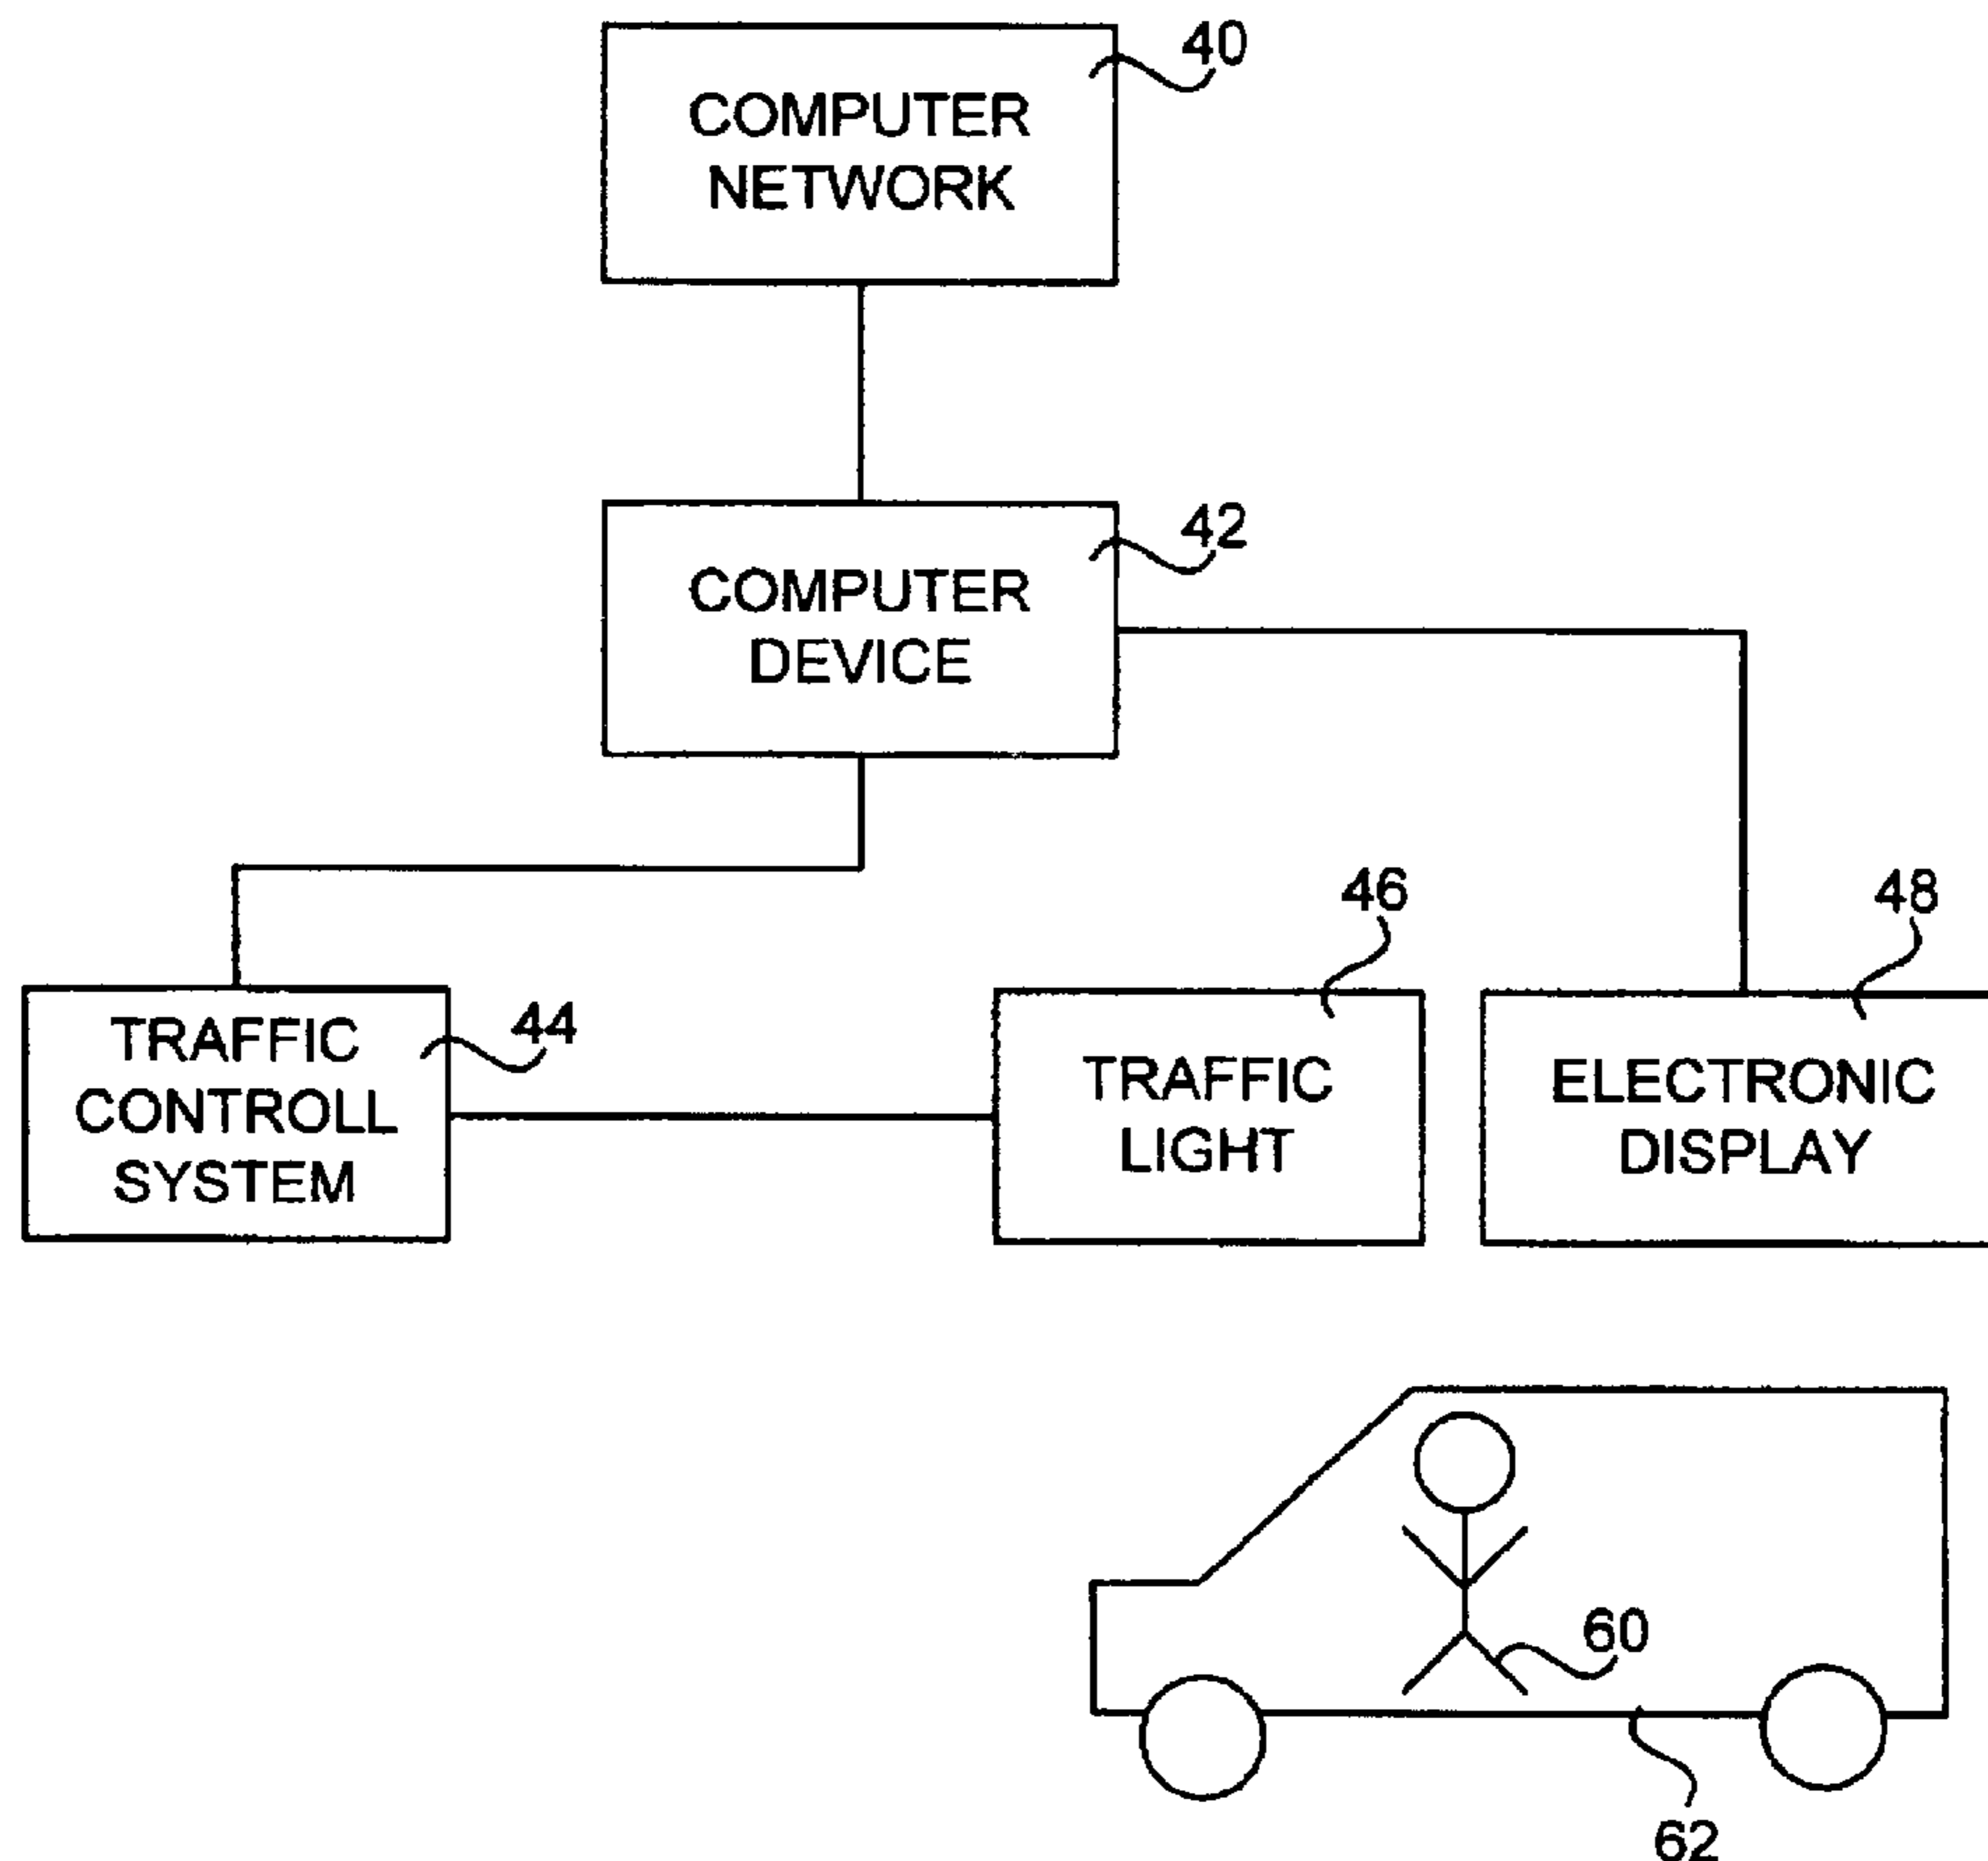 40
COMPUTER
NETWORK
42
COMPUTER
DEVICE
46
48
44
TRAFFIC
CONTROLL
SYSTEM
TRAFFIC
LIGHT
ELECTRONIC
DISPLAY
60
62